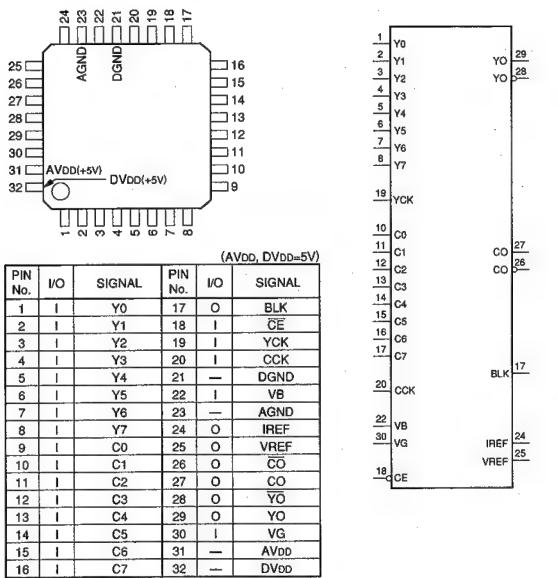 24 23 22 21 20 19 18 17
AGND DGND
25 16
26 15
27 14
28 13
29 12
30 11
31 10
32 9
AVDD(+5V)
DVDD(+5V)
1 2 3 4 5 6 7 8
(AVDD, DVDD=5V)
PIN No. I/O SIGNAL PIN No. I/O SIGNAL
1 I Y0 17 O BLK
2 I Y1 18 I C̅E̅
3 I Y2 19 I YCK
4 I Y3 20 I CCK
5 I Y4 21 — DGND
6 I Y5 22 I VB
7 I Y6 23 — AGND
8 I Y7 24 O IREF
9 I C0 25 O VREF
10 I C1 26 O C̅O̅
11 I C2 27 O CO
12 I C3 28 O Y̅O̅
13 I C4 29 O YO
14 I C5 30 I VG
15 I C6 31 — AVDD
16 I C7 32 — DVDD
1 Y0
2 Y1
3 Y2
4 Y3
5 Y4
6 Y5
7 Y6
8 Y7
19 YCK
10 C0
11 C1
12 C2
13 C3
14 C4
15 C5
16 C6
17 C7
20 CCK
22 VB
30 VG
18 CE
YO 29
YO 28
CO 27
CO 26
BLK 17
IREF 24
VREF 25